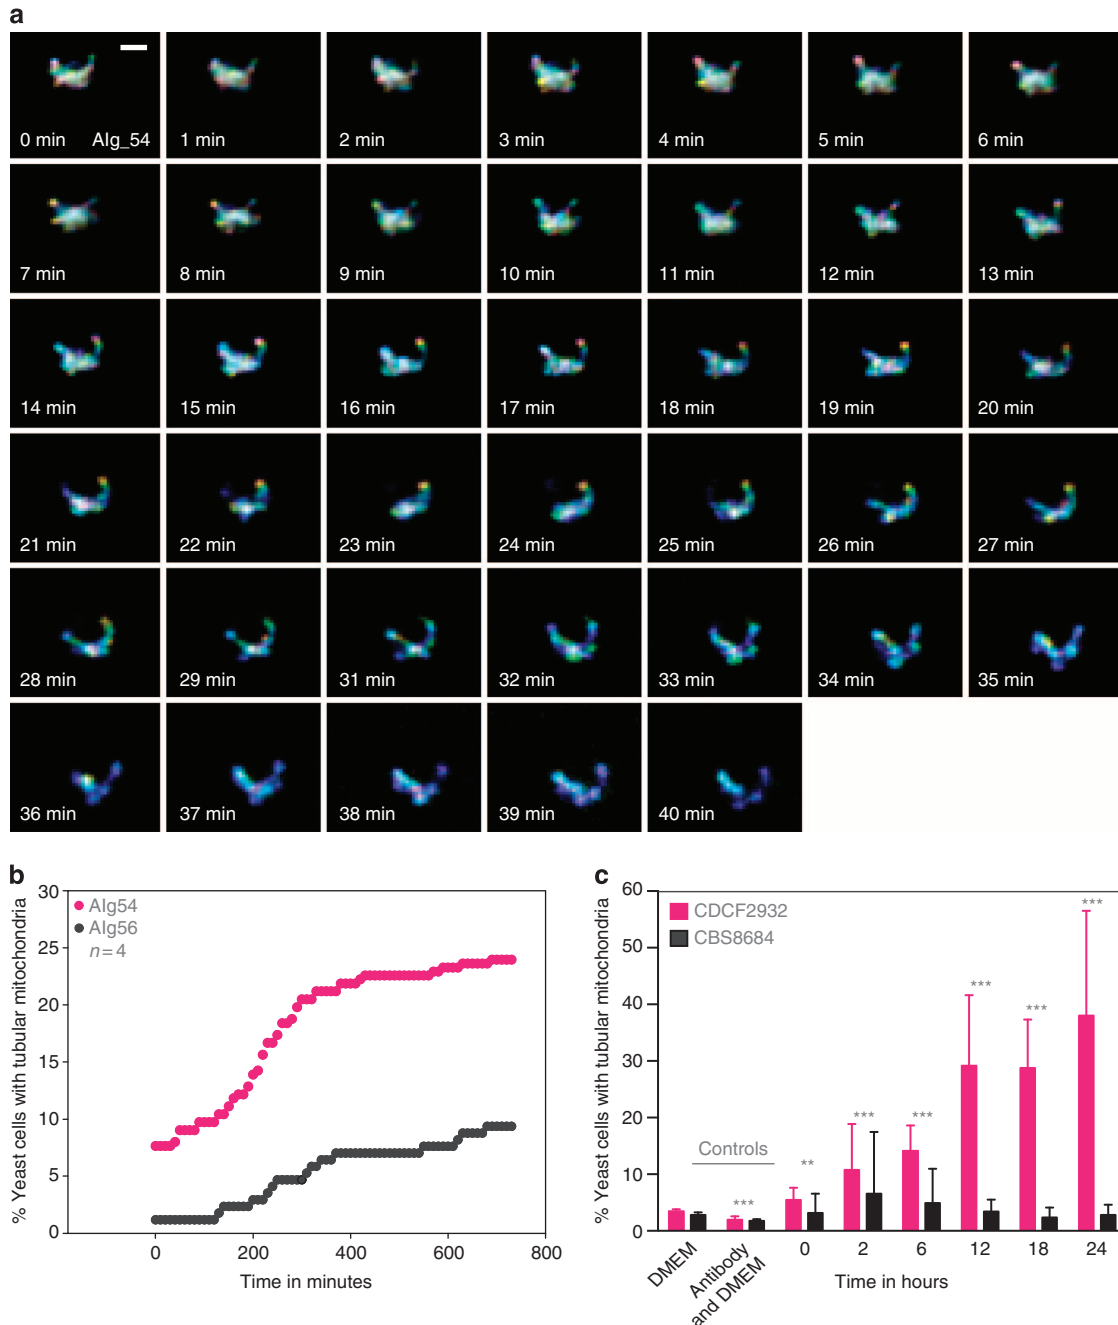 a
0 min Alg_54
1 min
2 min
3 min
4 min
5 min
6 min
7 min
8 min
9 min
10 min
11 min
12 min
13 min
14 min
15 min
16 min
17 min
18 min
19 min
20 min
21 min
22 min
23 min
24 min
25 min
26 min
27 min
28 min
29 min
31 min
32 min
33 min
34 min
35 min
36 min
37 min
38 min
39 min
40 min
b
% Yeast cells with tubular mitochondria
30
25
20
15
10
5
0
Alg54
Alg56
n = 4
0 200 400 600 800
Time in minutes
c
% Yeast cells with tubular mitochondria
60
50
40
30
20
10
0
CDCF2932
CBS8684
Controls
***
**
***
***
***
***
***
DMEM
Antibody
and DMEM
0 2 6 12 18 24
Time in hours